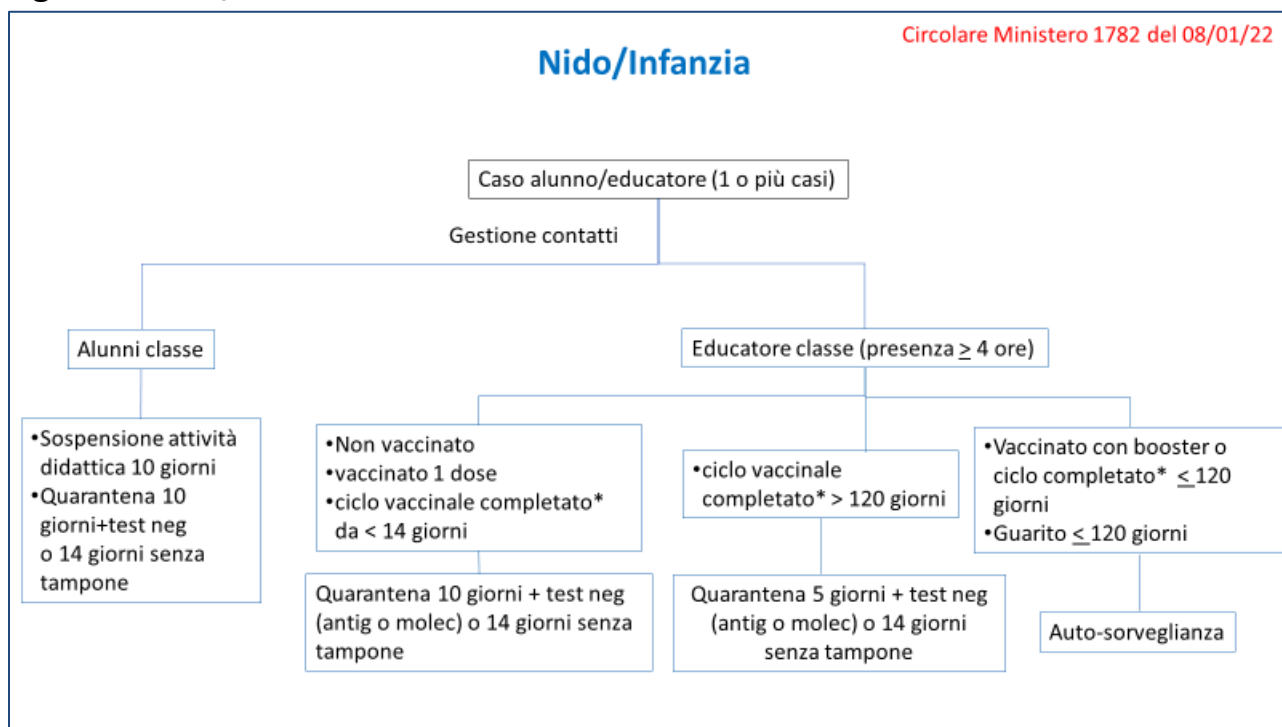 Circolare Ministero 1782 del 08/01/22
Nido/Infanzia
Caso alunno/educatore (1 o più casi)
Gestione contatti
Alunni classe
•Sospensione attività
didattica 10 giorni
•Quarantena 10
giorni+test neg
o 14 giorni senza
tampone
Educatore classe (presenza ≥ 4 ore)
•Non vaccinato
•vaccinato 1 dose
•ciclo vaccinale completato*
da < 14 giorni
Quarantena 10 giorni + test neg
(antig o molec) o 14 giorni senza
tampone
•ciclo vaccinale
completato* > 120 giorni
Quarantena 5 giorni + test neg
(antig o molec) o 14 giorni
senza tampone
•Vaccinato con booster o
ciclo completato* ≤120
giorni
•Guarito ≤120 giorni
Auto-sorveglianza